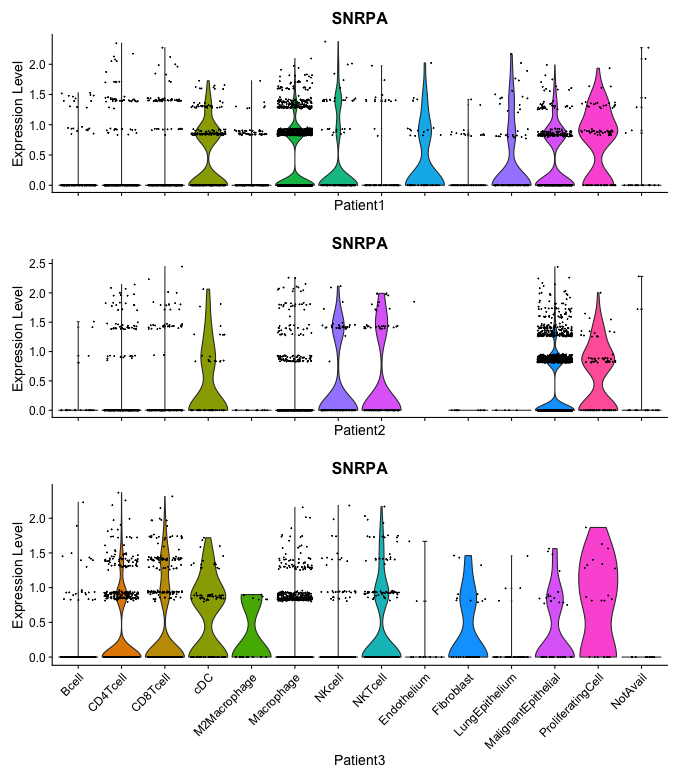 SNRPA
Expression Level
2.0
1.5
1.0
0.5
0.0
Patient1
SNRPA
Expression Level
2.5
2.0
1.5
1.0
0.5
0.0
Patient2
SNRPA
Expression Level
2.0
1.5
1.0
0.5
0.0
Bcell
CD4Tcell
CD8Tcell
cDC
M2Macrophage
Macrophage
NKcell
NKTcell
Endothelium
Fibroblast
LungEpithelium
MalignantEpithelial
ProliferatingCell
NotAvail
Patient3